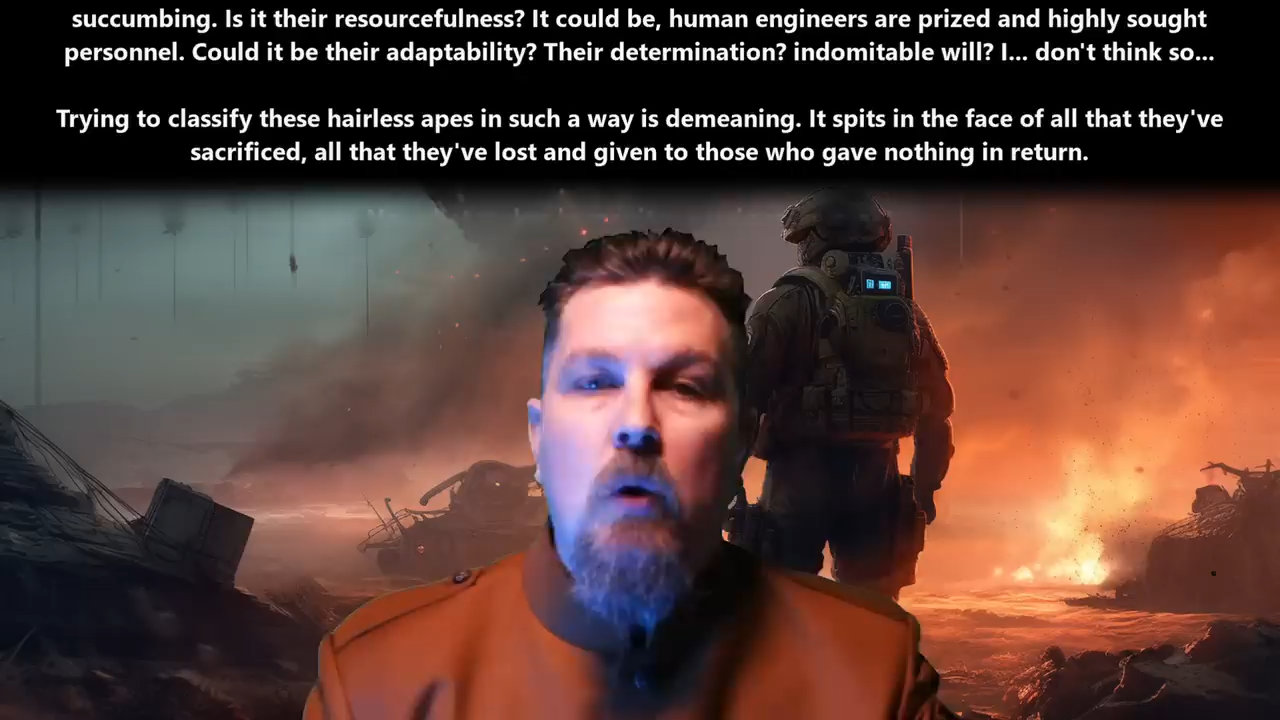 succumbing. Is it their resourcefulness? It could be, human engineers are prized and highly sought
personnel. Could it be their adaptability? Their determination? indomitable will? I... don't think so...
Trying to classify these hairless apes in such a way is demeaning. It spits in the face of all that they've
sacrificed, all that they've lost and given to those who gave nothing in return.